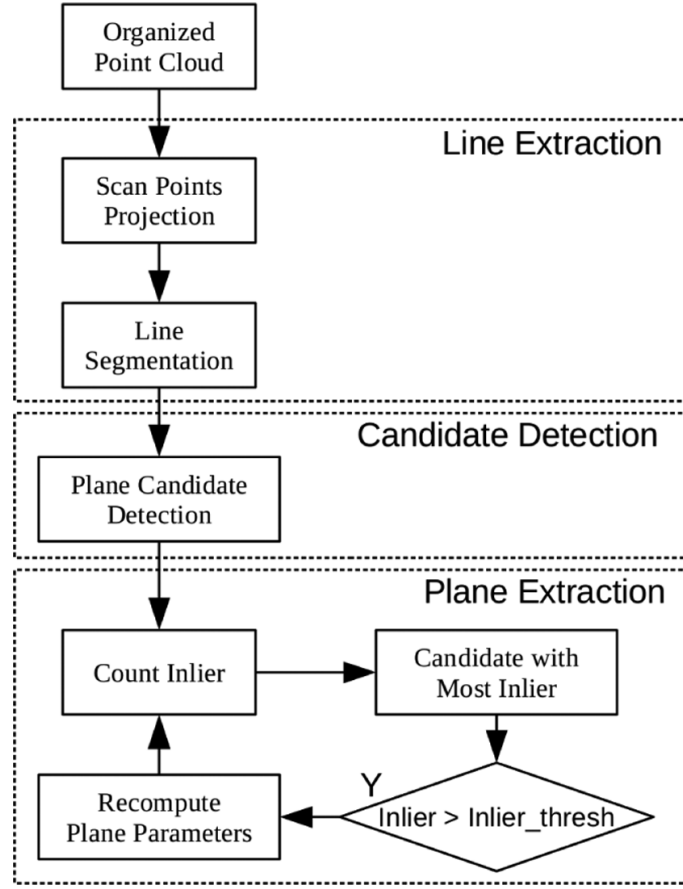 Organized
Point Cloud
Line Extraction
Scan Points
Projection
Line
Segmentation
Candidate Detection
Plane Candidate
Detection
Plane Extraction
Count Inlier
Candidate with
Most Inlier
Y
Inlier > Inlier_thresh
Recompute
Plane Parameters